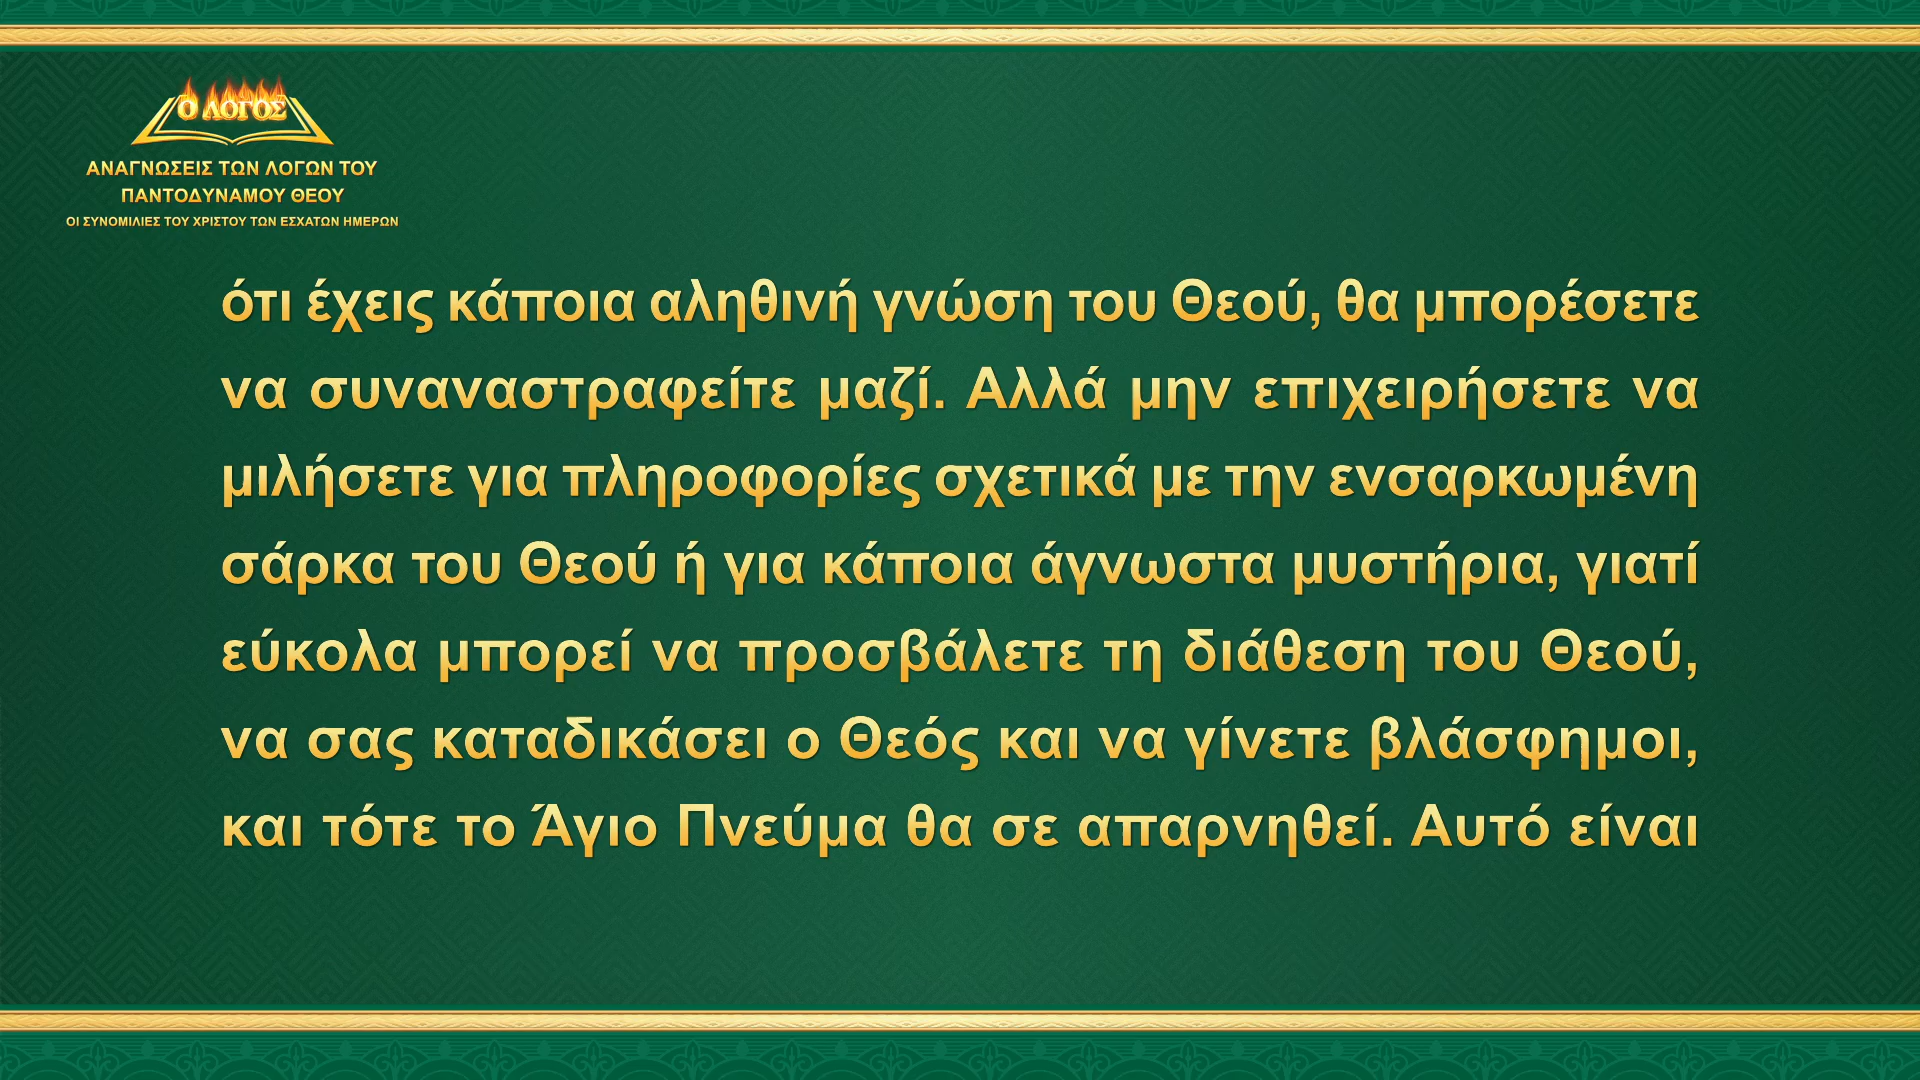 Ο ΛΟΓΟΣ
ΑΝΑΓΝΩΣΕΙΣ ΤΩΝ ΛΟΓΩΝ ΤΟΥ
ΠΑΝΤΟΔΥΝΑΜΟΥ ΘΕΟΥ
ΟΙ ΣΥΝΟΜΙΛΙΕΣ ΤΟΥ ΧΡΙΣΤΟΥ ΤΩΝ ΕΣΧΑΤΩΝ ΗΜΕΡΩΝ
ότι έχεις κάποια αληθινή γνώση του Θεού, θα μπορέσετε
να συναναστραφείτε μαζί. Αλλά μην επιχειρήσετε να
μιλήσετε για πληροφορίες σχετικά με την ενσαρκωμένη
σάρκα του Θεού ή για κάποια άγνωστα μυστήρια, γιατί
εύκολα μπορεί να προσβάλετε τη διάθεση του Θεού,
να σας καταδικάσει ο Θεός και να γίνετε βλάσφημοι,
και τότε το Άγιο Πνεύμα θα σε απαρνηθεί. Αυτό είναι